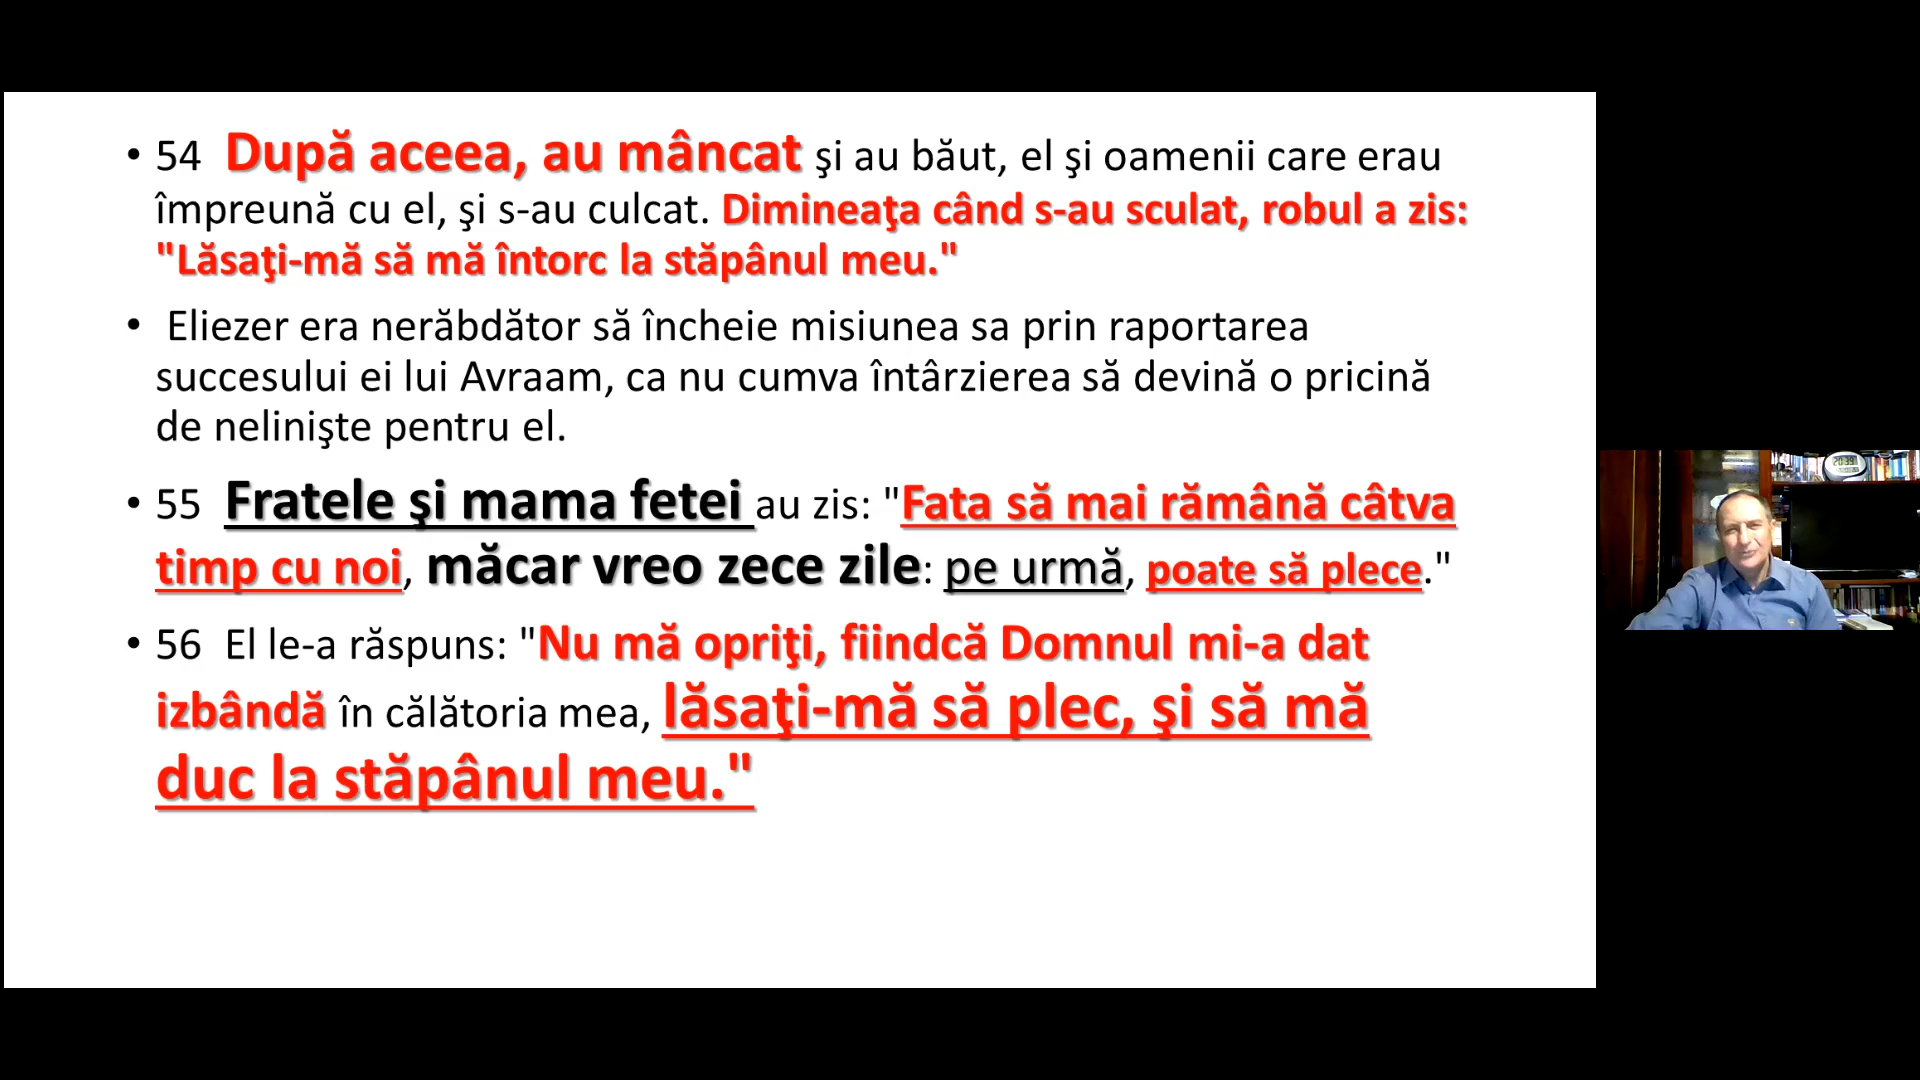 • 54 După aceea, au mâncat şi au băut, el şi oamenii care erau
împreună cu el, şi s-au culcat. Dimineaţa când s-au sculat, robul a zis:
"Lăsaţi-mă să mă întorc la stăpânul meu."
• Eliezer era nerăbdător să încheie misiunea sa prin raportarea
succesului ei lui Avraam, ca nu cumva întârzierea să devină o pricină
de nelinişte pentru el.
• 55 Fratele şi mama fetei au zis: "Fata să mai rămână câtva
timp cu noi, măcar vreo zece zile: pe urmă, poate să plece."
• 56 El le-a răspuns: "Nu mă opriţi, fiindcă Domnul mi-a dat
izbândă în călătoria mea, lăsaţi-mă să plec, şi să mă
duc la stăpânul meu."
20:39